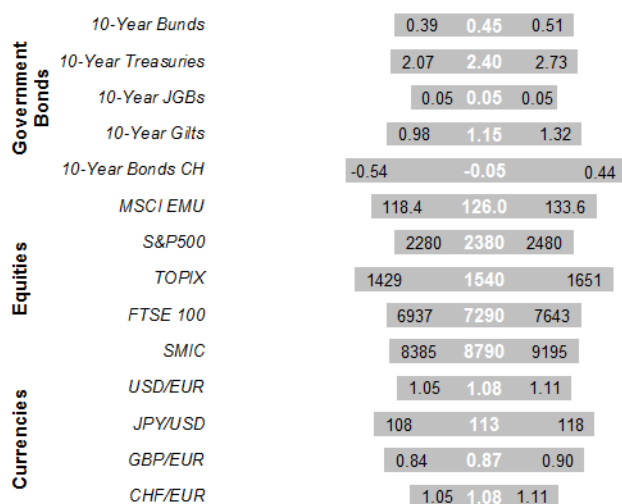 Government Bonds
10-Year Bunds 0.39 0.45 0.51
10-Year Treasuries 2.07 2.40 2.73
10-Year JGBs 0.05 0.05 0.05
10-Year Gilts 0.98 1.15 1.32
10-Year Bonds CH -0.54 -0.05 0.44
Equities
MSCI EMU 118.4 126.0 133.6
S&P500 2280 2380 2480
TOPIX 1429 1540 1651
FTSE 100 6937 7290 7643
SMIC 8385 8790 9195
Currencies
USD/EUR 1.05 1.08 1.11
JPY/USD 108 113 118
GBP/EUR 0.84 0.87 0.90
CHF/EUR 1.05 1.08 1.11